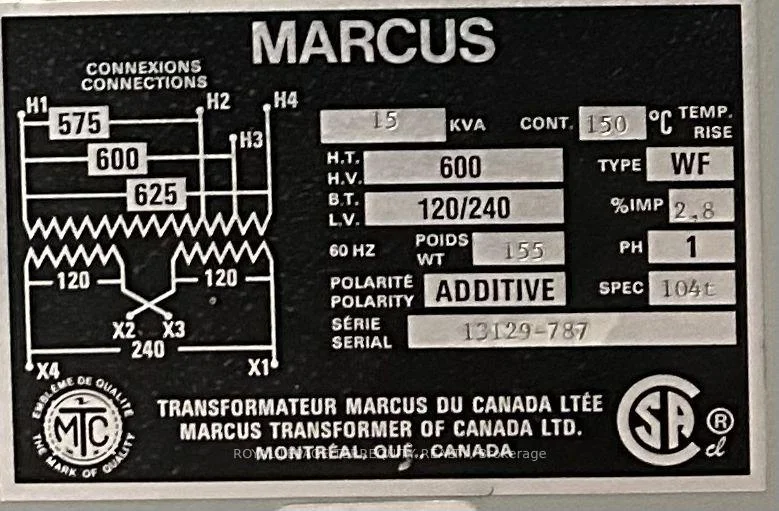 MARCUS
CONNEXIONS
CONNECTIONS
H1 H2 H4
575
H3
600
625
120 120
X2 X3
240
X4 X1
15 KVA CONT. 150 °C TEMP. RISE
H.T.
H.V. 600 TYPE WF
B.T.
L.V. 120/240 %IMP 2,8
60 HZ POIDS
WT 155 PH 1
POLARITÉ
POLARITY ADDITIVE SPEC 104t
SÉRIE
SERIAL 13129-787
EMBLÈME DE QUALITÉ
MTC
THE MARK OF QUALITY
TRANSFORMATEUR MARCUS DU CANADA LTÉE
MARCUS TRANSFORMER OF CANADA LTD.
MONTRÉAL QUÉ., CANADA
SA ® cl